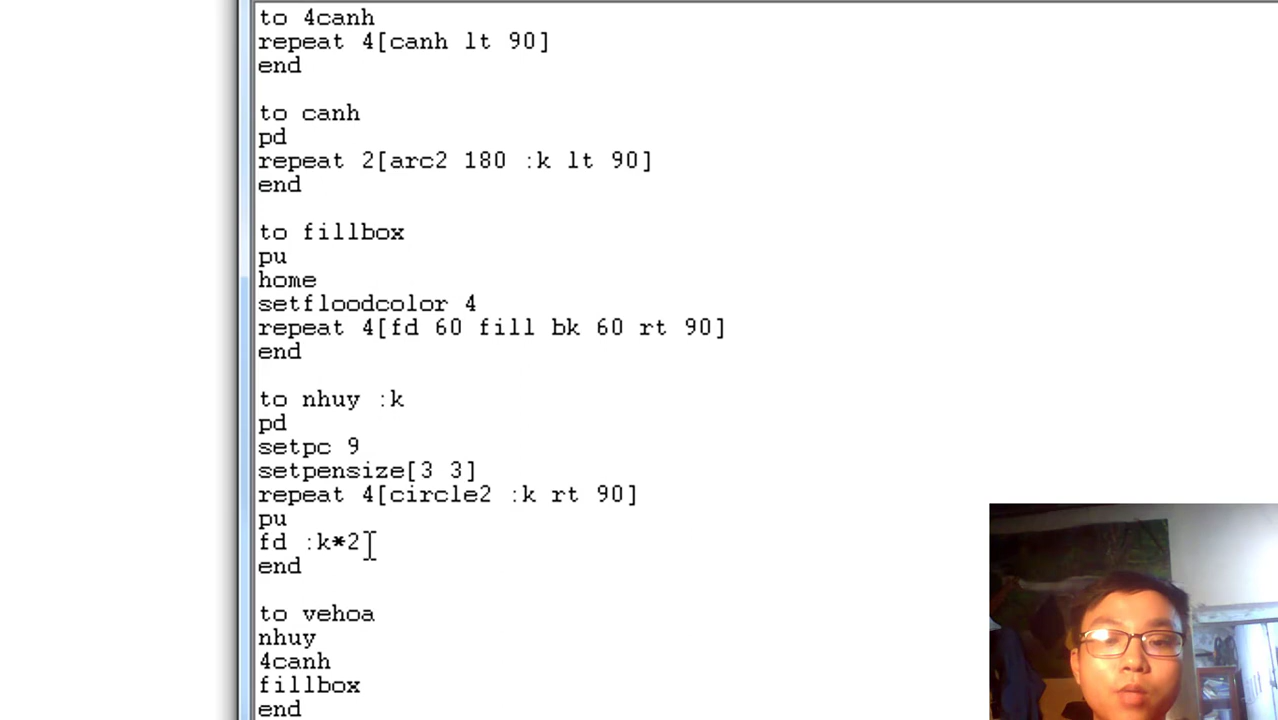 to 4canh
repeat 4[canh lt 90]
end
to canh
pd
repeat 2[arc2 180 :k lt 90]
end
to fillbox
pu
home
setfloodcolor 4
repeat 4[fd 60 fill bk 60 rt 90]
end
to nhuy :k
pd
setpc 9
setpensize[3 3]
repeat 4[circle2 :k rt 90]
pu
fd :k*2
end
to vehoa
nhuy
4canh
fillbox
end